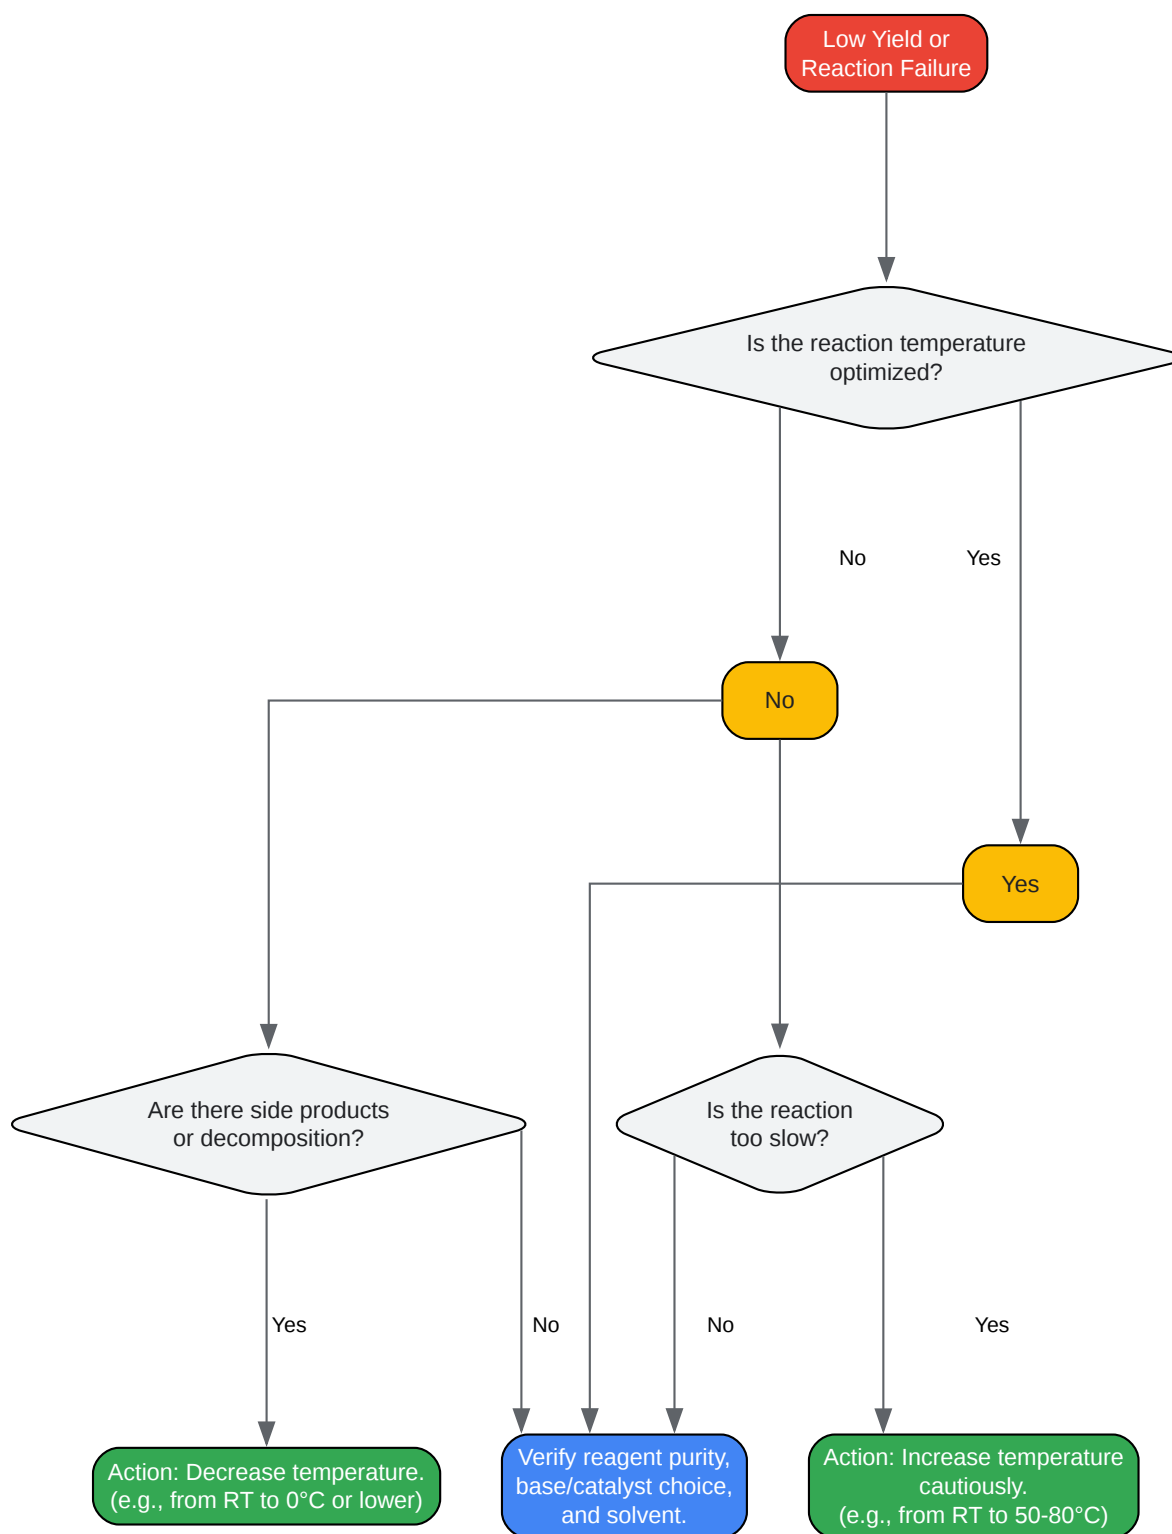 Low Yield or
Reaction Failure
Is the reaction temperature
optimized?
No
Yes
No
Yes
Are there side products
or decomposition?
Is the reaction
too slow?
Yes
No
No
Yes
Action: Decrease temperature.
(e.g., from RT to 0°C or lower)
Verify reagent purity,
base/catalyst choice,
and solvent.
Action: Increase temperature
cautiously.
(e.g., from RT to 50-80°C)